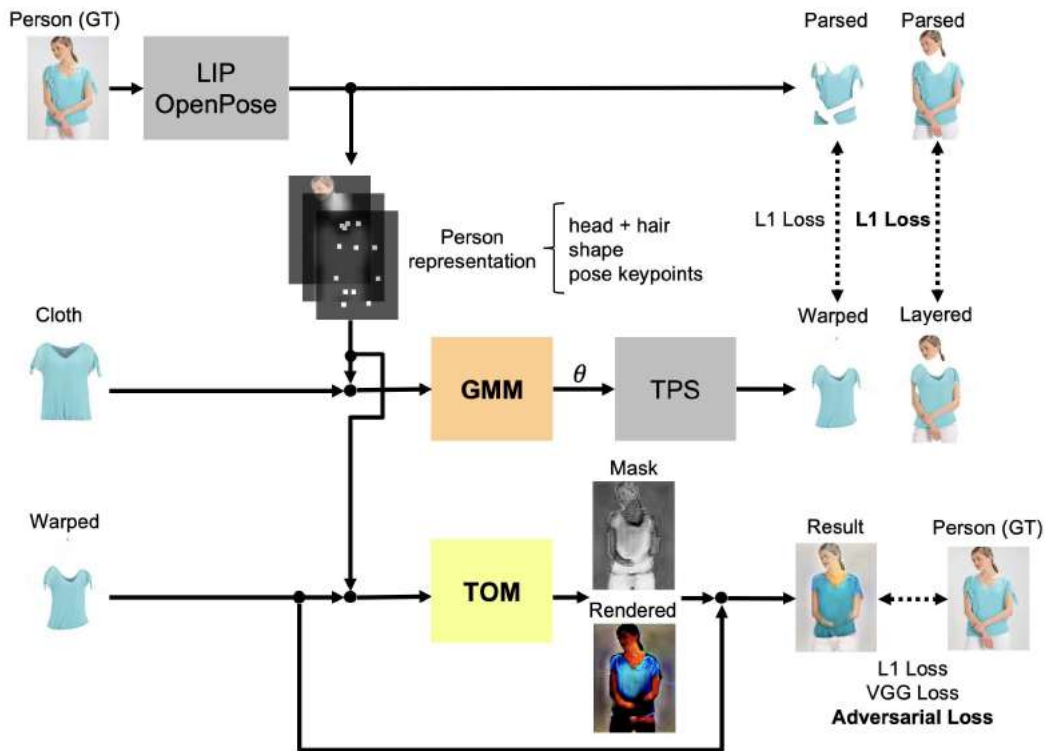 Person (GT)
LIP
OpenPose
Parsed
Parsed
L1 Loss
L1 Loss
Person
representation
head + hair
shape
pose keypoints
Cloth
GMM
θ
TPS
Warped
Layered
Warped
TOM
Mask
Rendered
Result
Person (GT)
L1 Loss
VGG Loss
Adversarial Loss